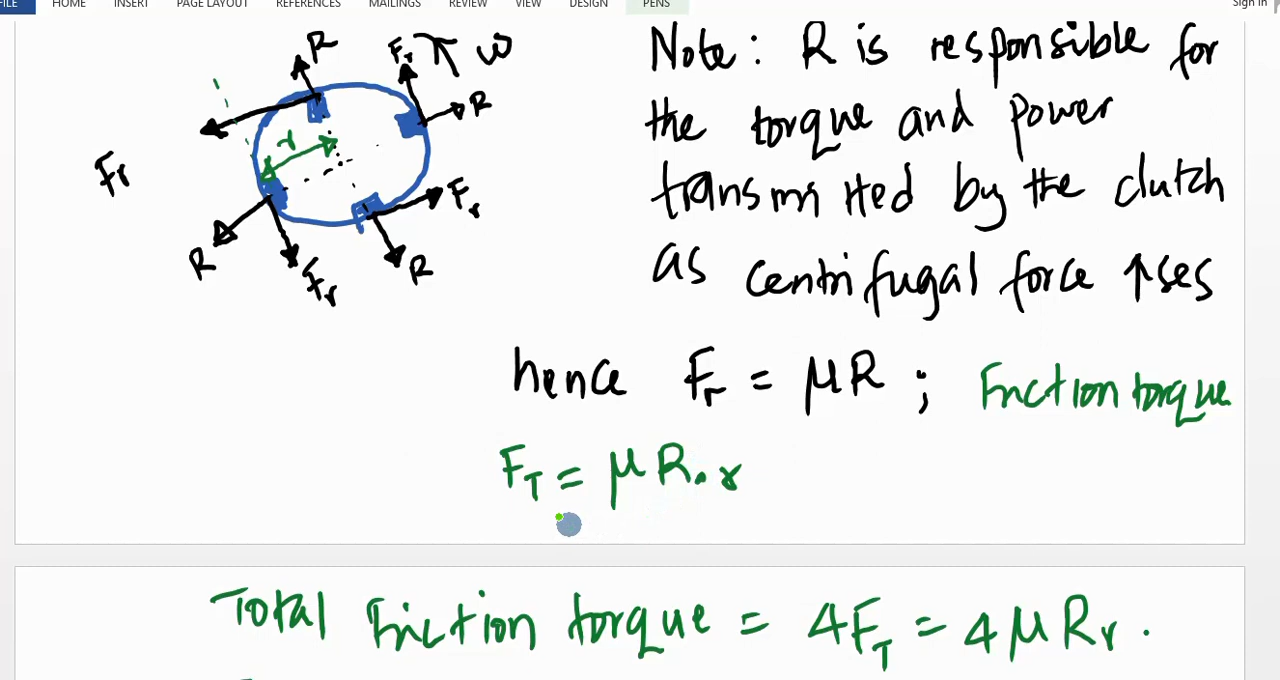 FILE HOME INSERT PAGE LAYOUT REFERENCES MAILINGS REVIEW VIEW DESIGN PENS Sign in
R Fr ω
R
r
Fr
Fr
R
Fr
R
Note: R is responsible for
the torque and power
transmitted by the clutch
as centrifugal force ↑ses
hence Fr = μR ; Friction torque
F_T = μR.r
Total Friction torque = 4F_T = 4μRr.